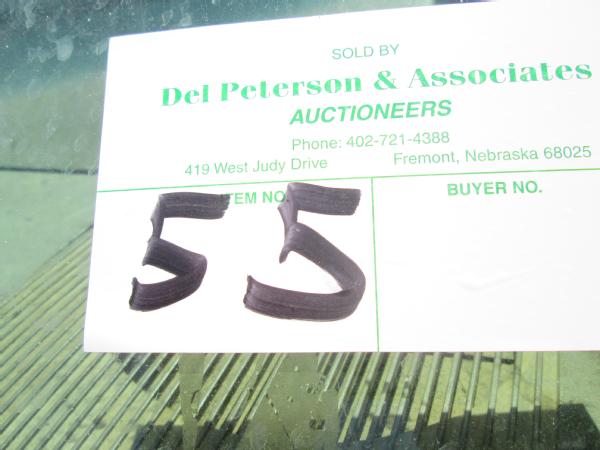 SOLD BY
Del Peterson & Associates
AUCTIONEERS
Phone: 402-721-4388
419 West Judy Drive Fremont, Nebraska 68025
ITEM NO. BUYER NO.
55